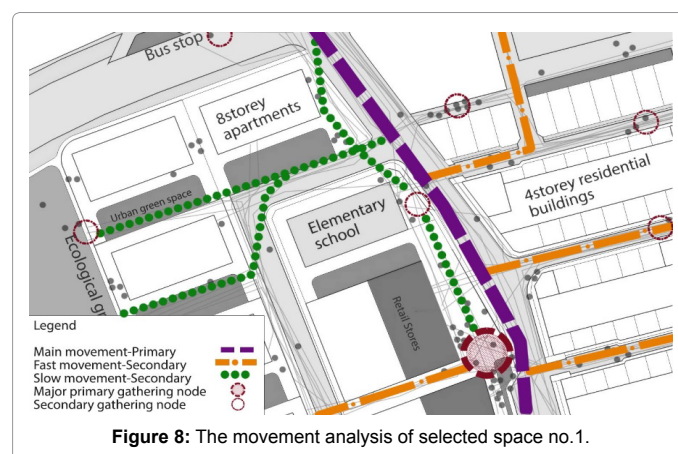 Bus stop
8storey
apartments
Urban green space
Elementary
school
4storey residential
buildings
Retail Stores
Ecological
Legend
Main movement-Primary
Fast movement-Secondary
Slow movement-Secondary
Major primary gathering node
Secondary gathering node
Figure 8: The movement analysis of selected space no.1.